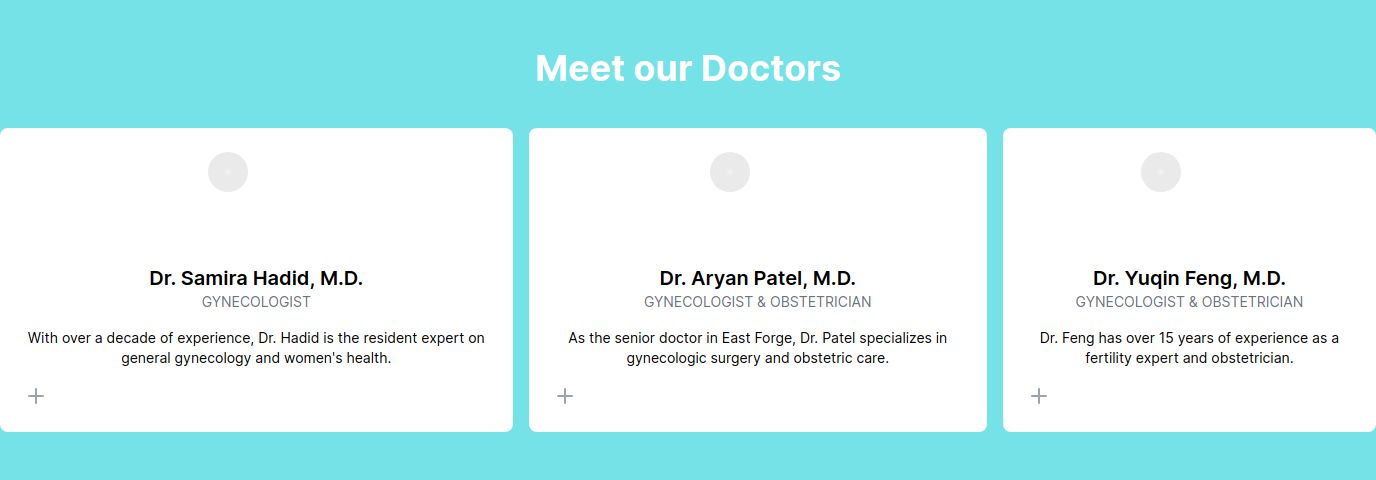 Meet our Doctors
Dr. Samira Hadid, M.D.
GYNECOLOGIST
With over a decade of experience, Dr. Hadid is the resident expert on
general gynecology and women's health.
Dr. Aryan Patel, M.D.
GYNECOLOGIST & OBSTETRICIAN
As the senior doctor in East Forge, Dr. Patel specializes in
gynecologic surgery and obstetric care.
Dr. Yuqin Feng, M.D.
GYNECOLOGIST & OBSTETRICIAN
Dr. Feng has over 15 years of experience as a
fertility expert and obstetrician.